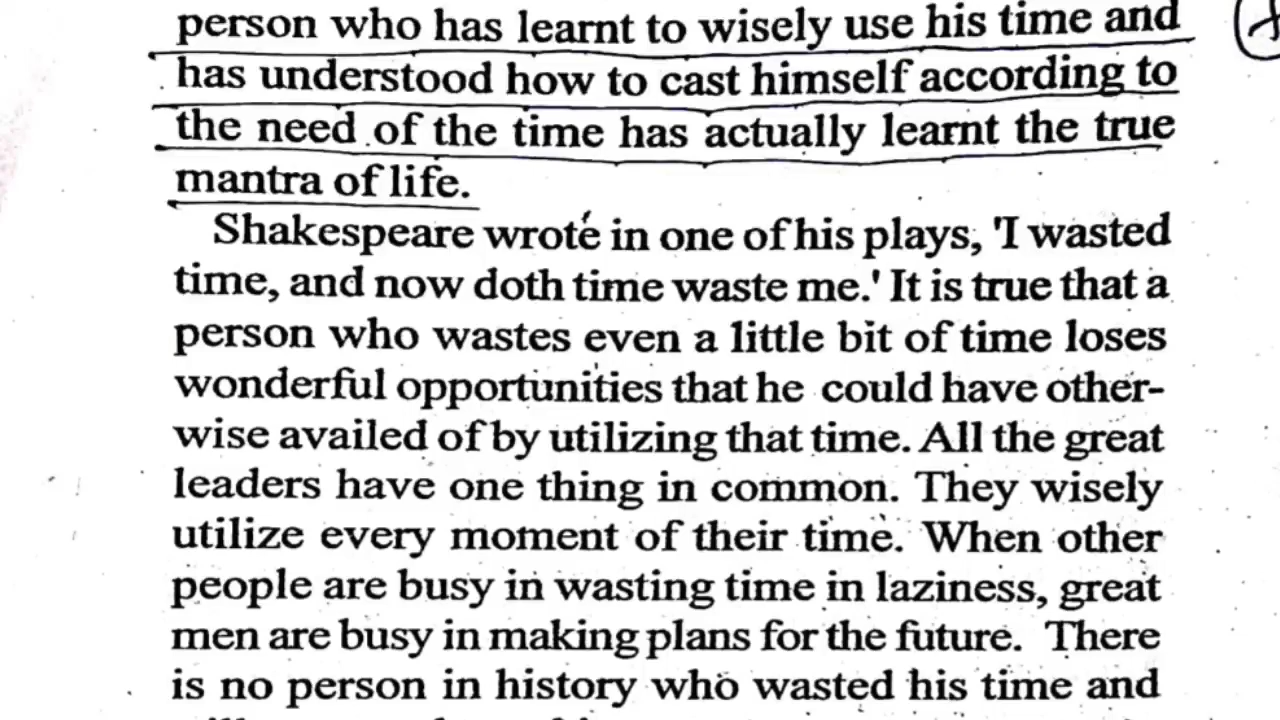 person who has learnt to wisely use his time and
has understood how to cast himself according to
the need of the time has actually learnt the true
mantra of life.
Shakespeare wrote in one of his plays, 'I wasted
time, and now doth time waste me.' It is true that a
person who wastes even a little bit of time loses
wonderful opportunities that he could have other-
wise availed of by utilizing that time. All the great
leaders have one thing in common. They wisely
utilize every moment of their time. When other
people are busy in wasting time in laziness, great
men are busy in making plans for the future. There
is no person in history who wasted his time and